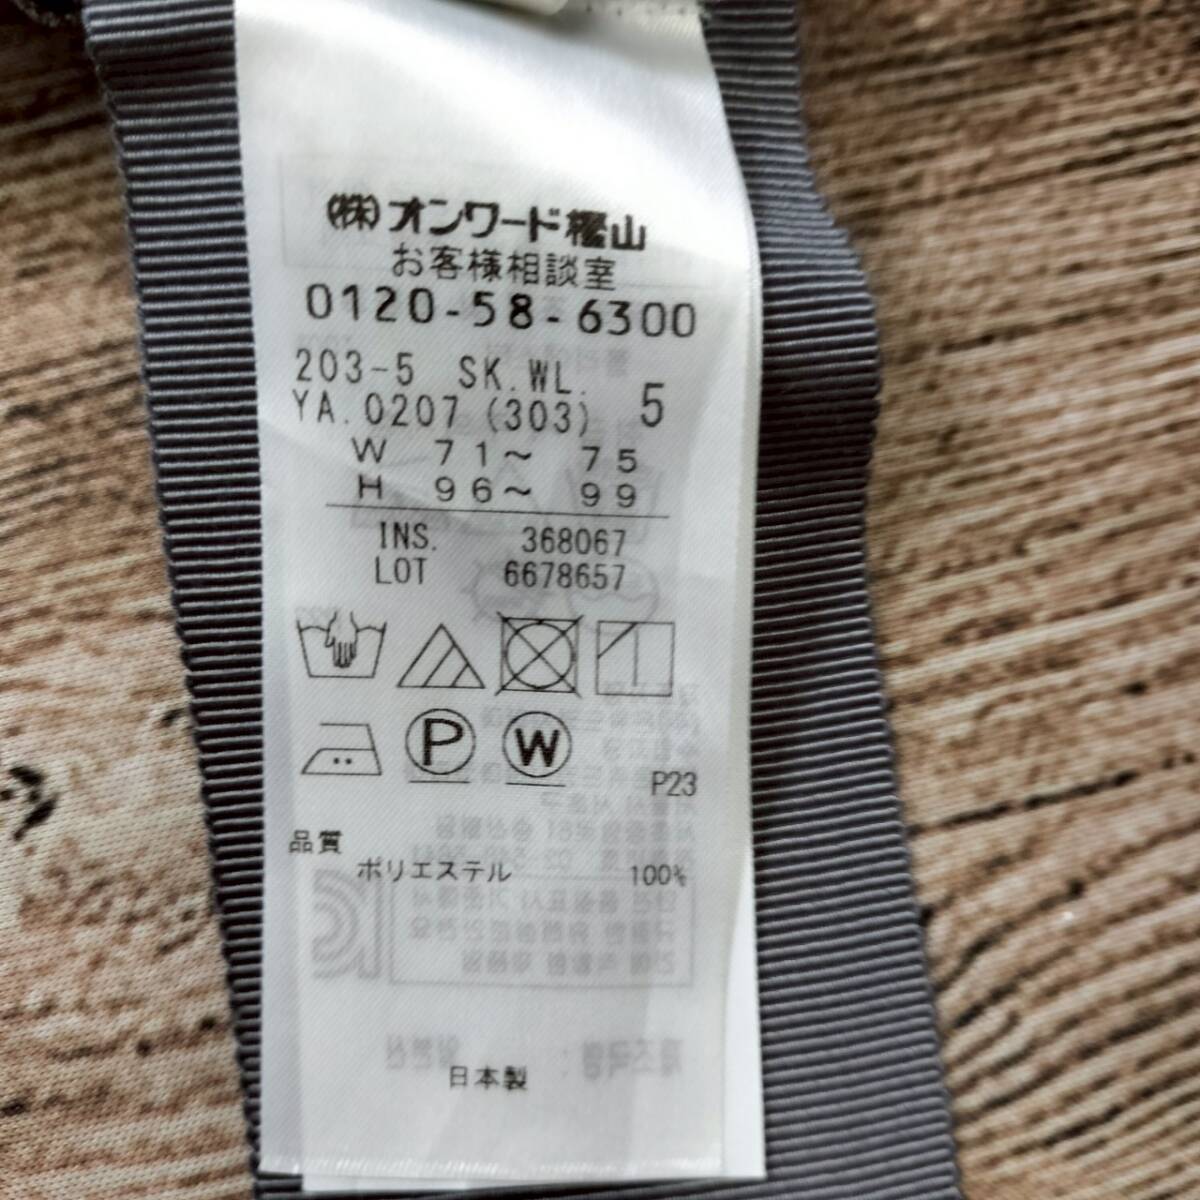 (株)オンワード樫山
お客様相談室
0120-58-6300
203-5 SK.WL. 5
YA.0207 (303)
W 71～ 75
H 96～ 99
INS. 368067
LOT 6678657
P W
P23
品質
ポリエステル 100%
日本製